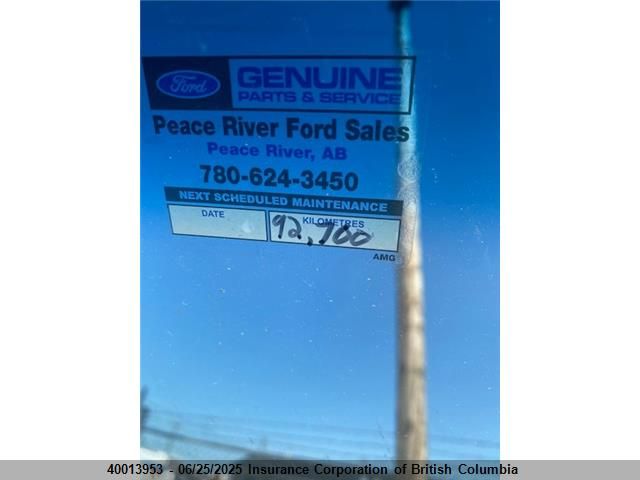 Ford GENUINE
PARTS & SERVICE
Peace River Ford Sales
Peace River, AB
780-624-3450
NEXT SCHEDULED MAINTENANCE
DATE KILOMETRES
92,700
AMG
40013953 - 06/25/2025 Insurance Corporation of British Columbia